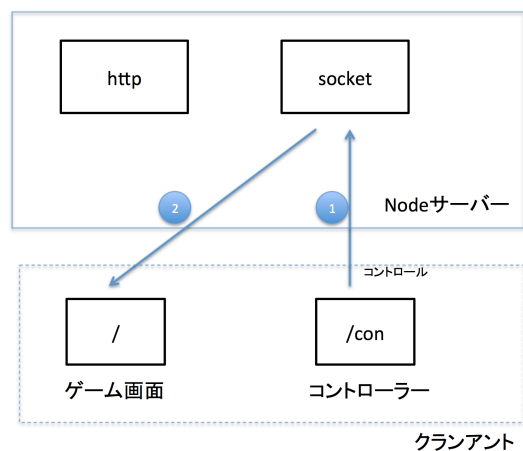 http
socket
2
1
Nodeサーバー
コントロール
/
/con
ゲーム画面
コントローラー
クランアント